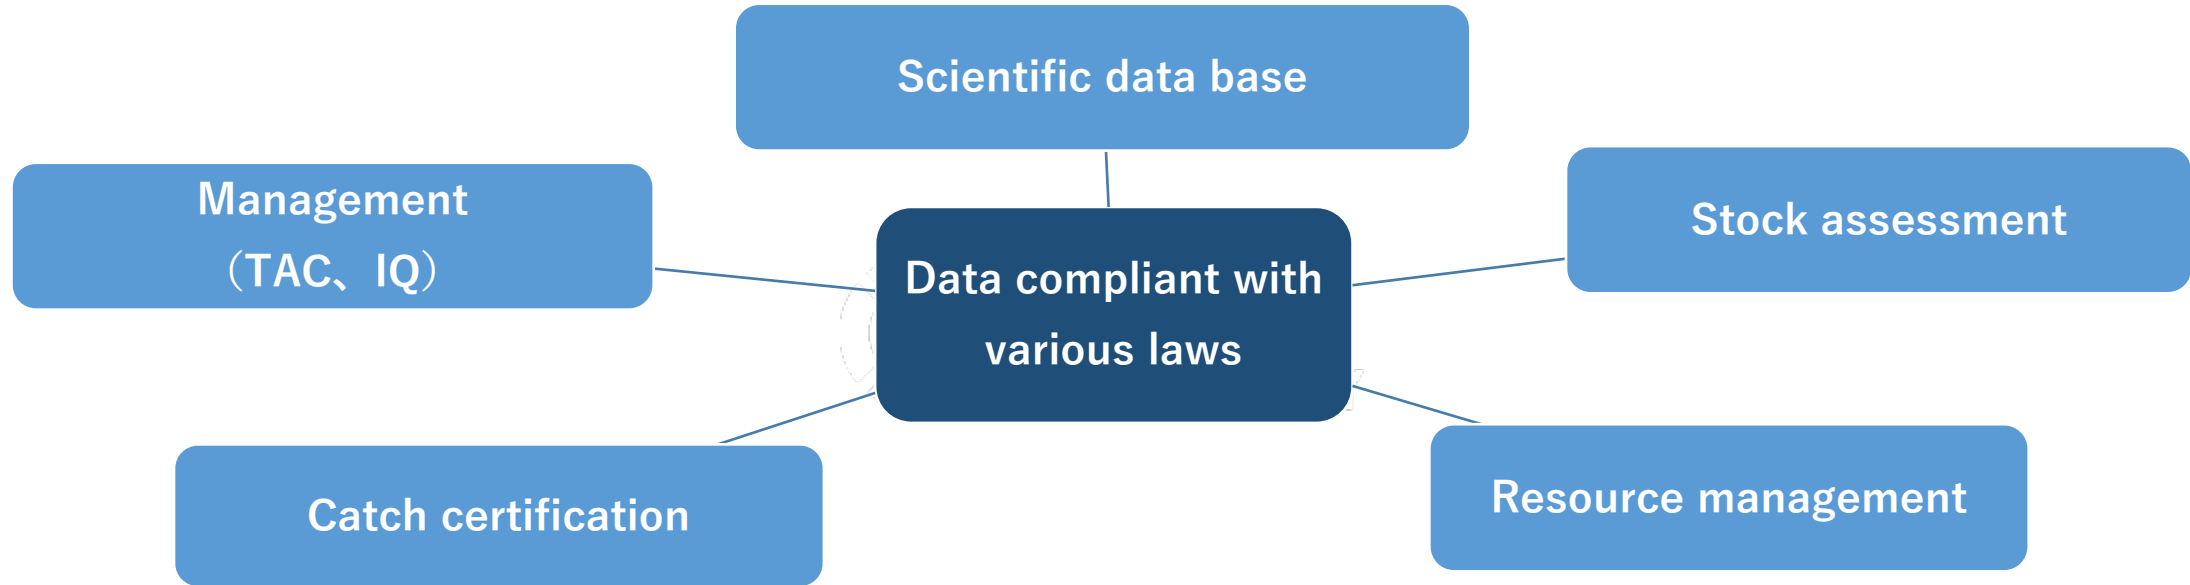 Scientific data base
Management
（TAC、IQ）
Stock assessment
Data compliant with
various laws
Catch certification
Resource management